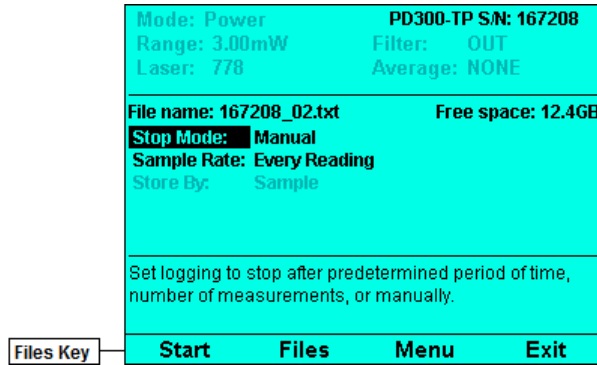 Mode: Power PD300-TP S/N: 167208
Range: 3.00mW Filter: OUT
Laser: 778 Average: NONE
File name: 167208_02.txt Free space: 12.4GB
Stop Mode: Manual
Sample Rate: Every Reading
Store By: Sample
Set logging to stop after predetermined period of time,
number of measurements, or manually.
Files Key Start Files Menu Exit